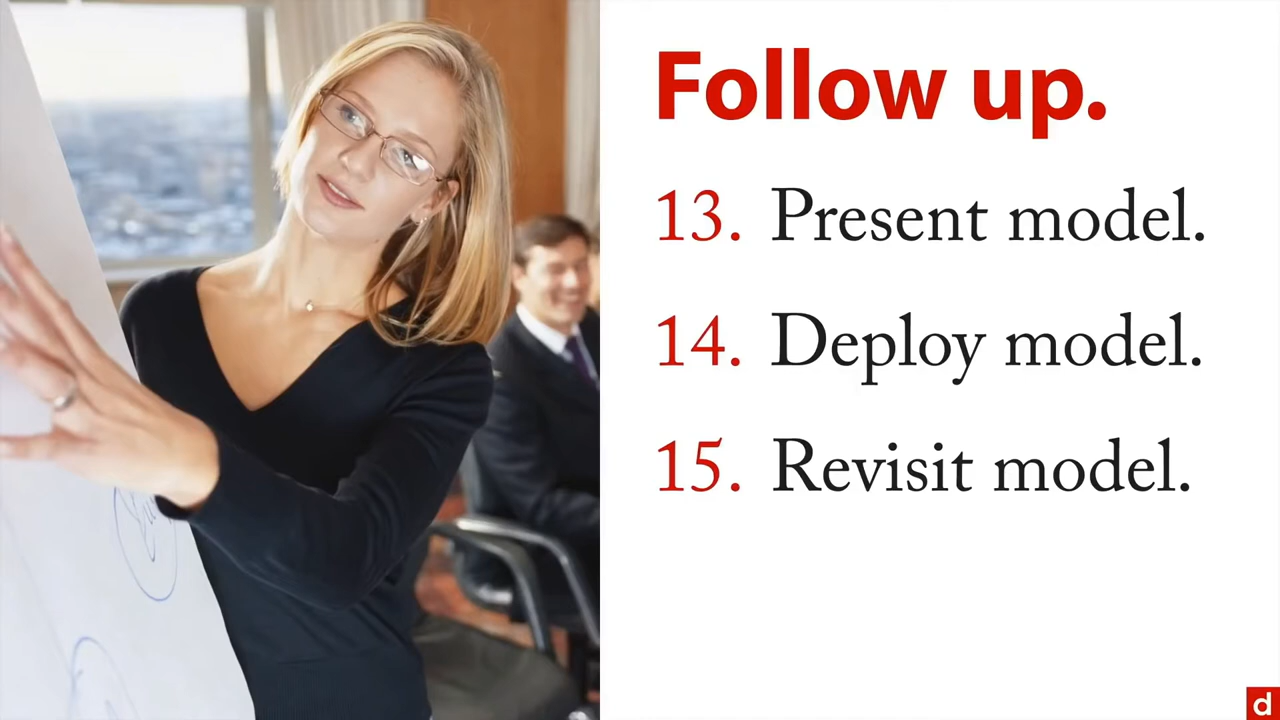 Follow up.
13. Present model.
14. Deploy model.
15. Revisit model.
d